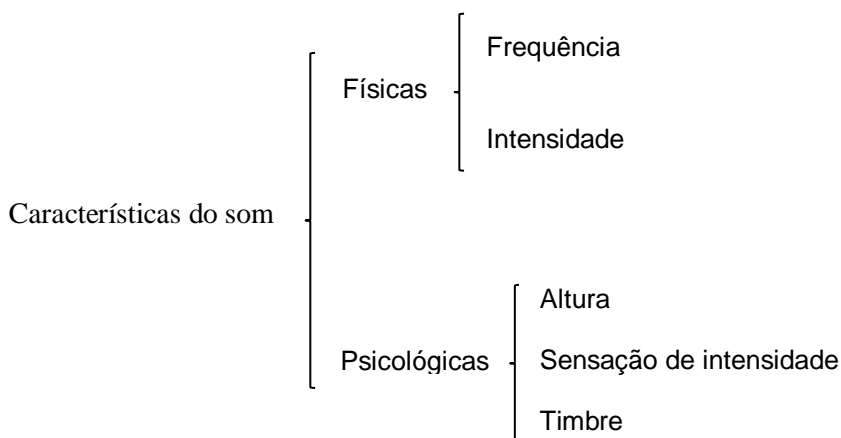 Características do som
Físicas
Frequência
Intensidade
Psicológicas
Altura
Sensação de intensidade
Timbre